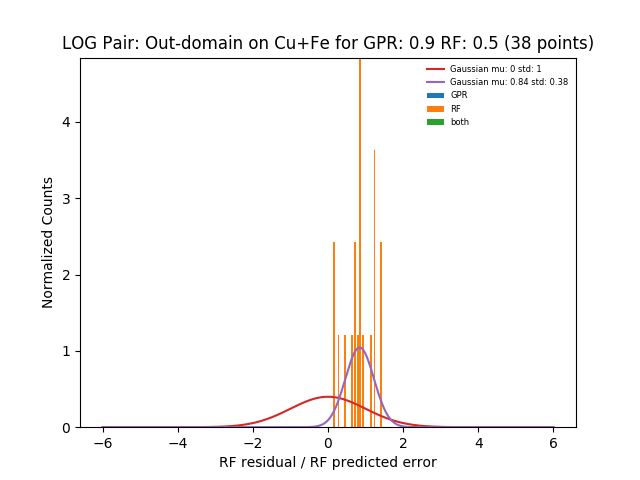 LOG Pair: Out-domain on Cu+Fe for GPR: 0.9 RF: 0.5 (38 points)
Gaussian mu: 0 std: 1
Gaussian mu: 0.84 std: 0.38
GPR
RF
both
Normalized Counts
4
3
2
1
0
−6 −4 −2 0 2 4 6
RF residual / RF predicted error